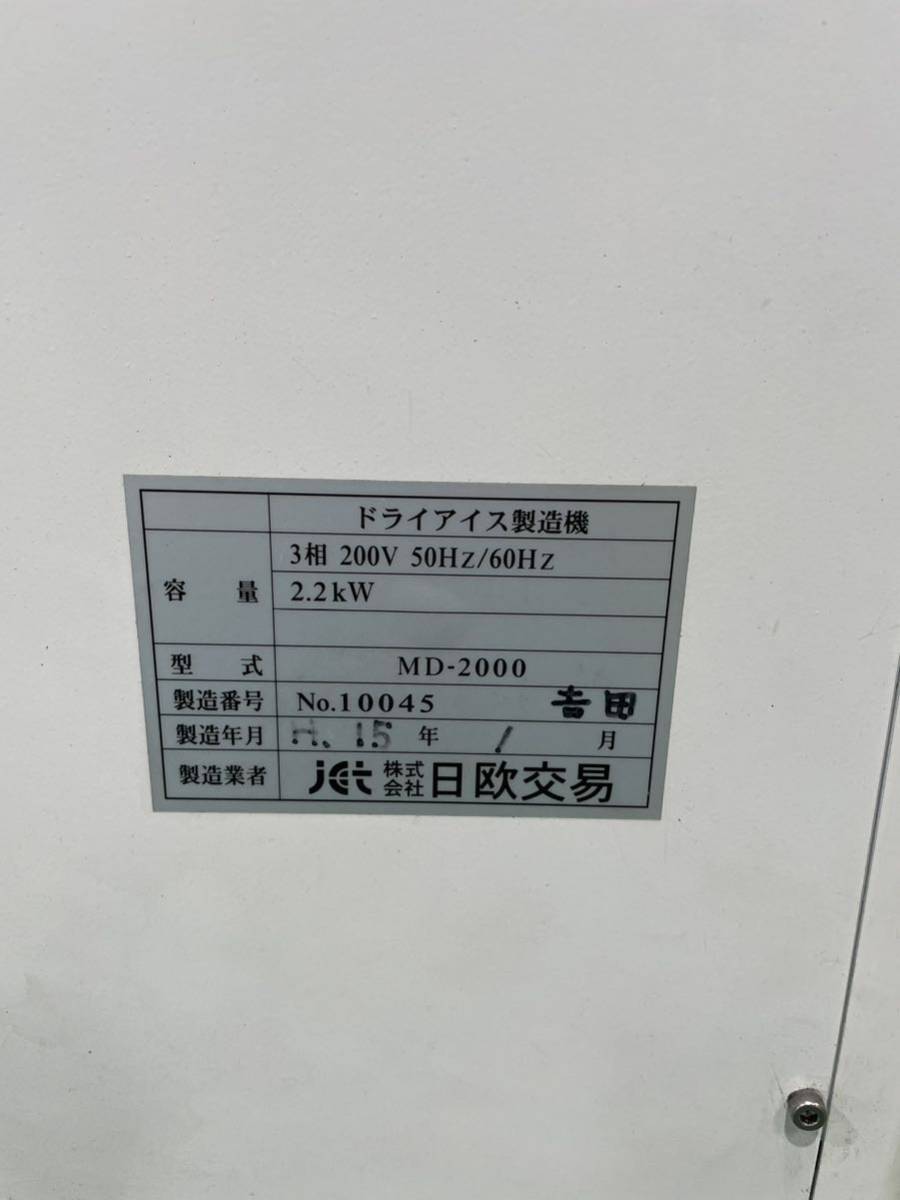 ドライアイス製造機
容量 3相 200V 50Hz/60Hz
2.2kW
型式 MD-2000
製造番号 No.10045 吉田
製造年月 H. 15 年 1 月
製造業者 jet 株式会社 日欧交易